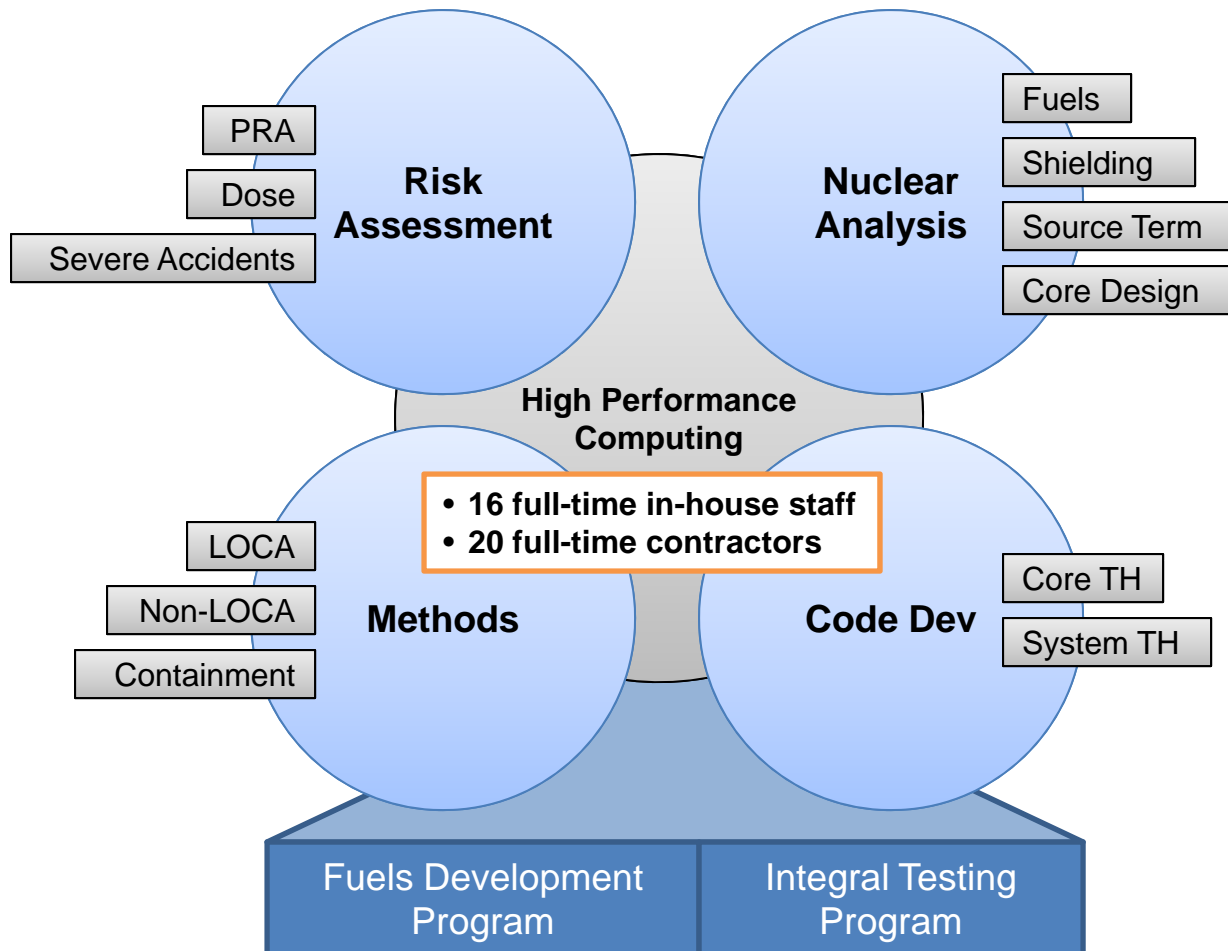 PRA
Dose
Severe Accidents
Risk
Assessment
Nuclear
Analysis
Fuels
Shielding
Source Term
Core Design
High Performance
Computing
• 16 full-time in-house staff
• 20 full-time contractors
LOCA
Non-LOCA
Containment
Methods
Code Dev
Core TH
System TH
Fuels Development
Program
Integral Testing
Program